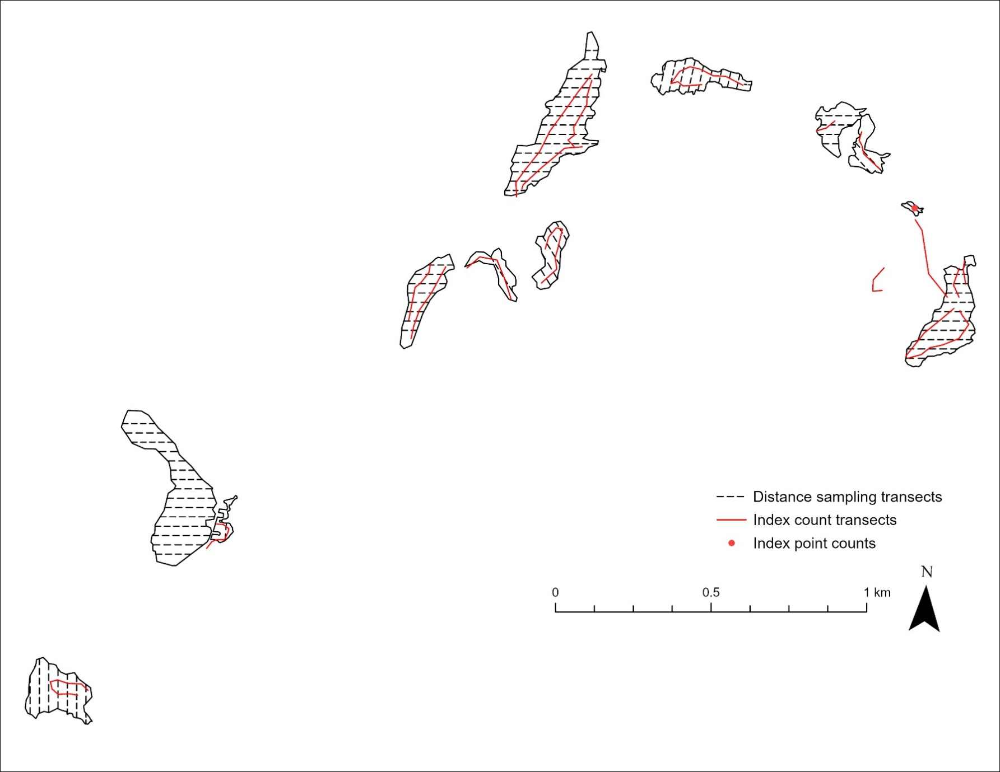 Distance sampling transects
Index count transects
Index point counts
N
0 0.5 1 km